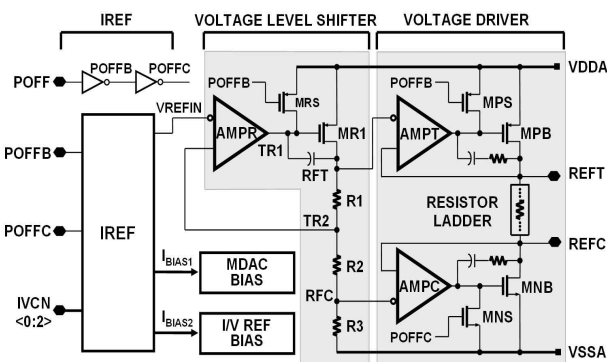 IREF
VOLTAGE LEVEL SHIFTER
VOLTAGE DRIVER
POFF
POFFB
POFFC
POFFB
MRS
POFFB
MPS
VDDA
VREFIN
AMPR
TR1
MR1
AMPT
MPB
RFT
REFT
POFFB
R1
RESISTOR
LADDER
POFFC
IREF
TR2
REFC
IBIAS1
MDAC
BIAS
R2
RFC
AMPC
MNB
IVCN
<0:2>
IBIAS2
I/V REF
BIAS
R3
MNS
POFFC
VSSA